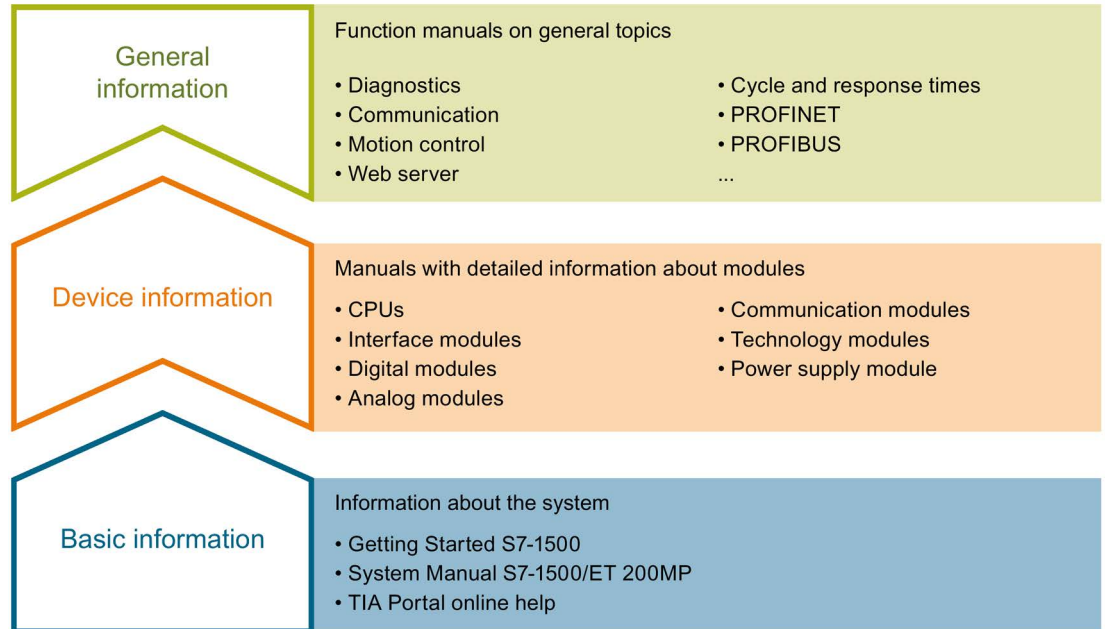 General
information
Function manuals on general topics
• Diagnostics
• Communication
• Motion control
• Web server
• Cycle and response times
• PROFINET
• PROFIBUS
...
Device information
Manuals with detailed information about modules
• CPUs
• Interface modules
• Digital modules
• Analog modules
• Communication modules
• Technology modules
• Power supply module
Basic information
Information about the system
• Getting Started S7-1500
• System Manual S7-1500/ET 200MP
• TIA Portal online help